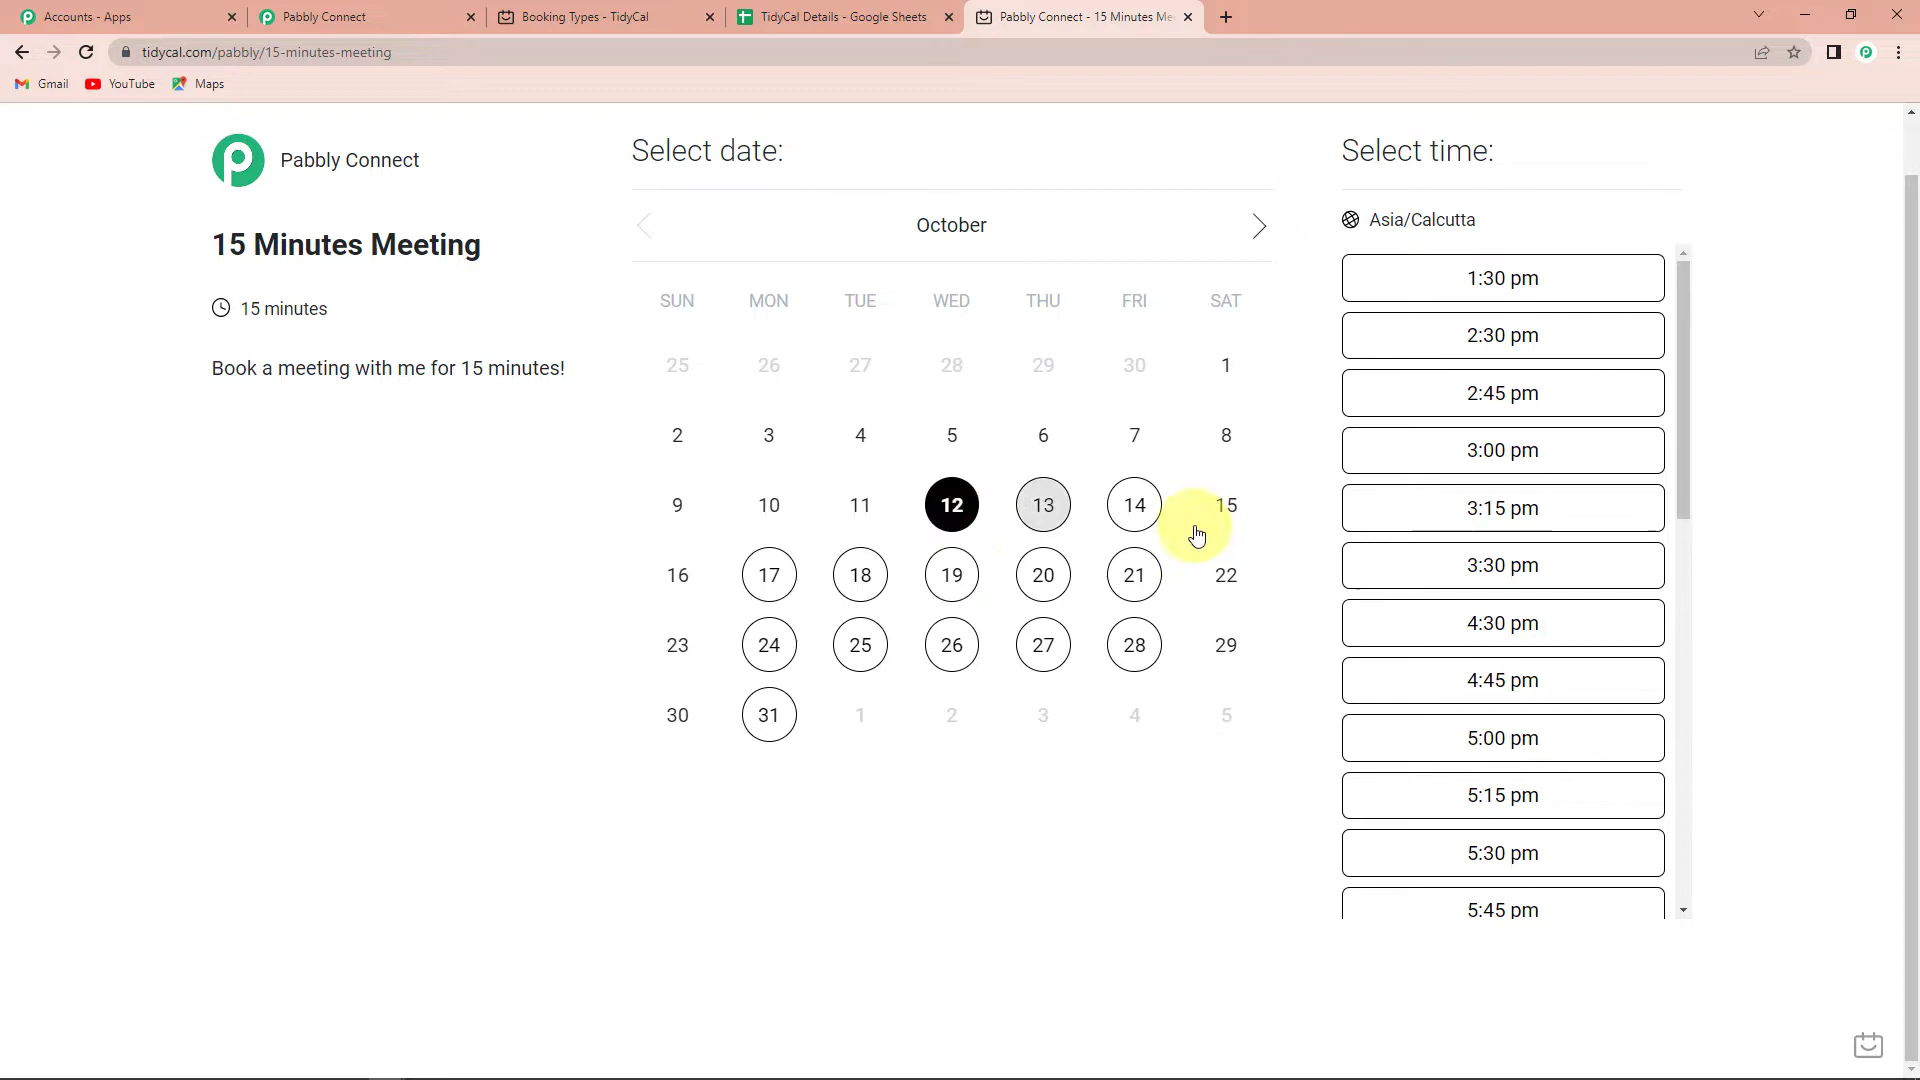 Accounts - Apps
Pabbly Connect
Booking Types - TidyCal
TidyCal Details - Google Sheets
Pabbly Connect - 15 Minutes Me
tidycal.com/pabbly/15-minutes-meeting
Gmail
YouTube
Maps
Pabbly Connect
15 Minutes Meeting
15 minutes
Book a meeting with me for 15 minutes!
Select date:
October
SUN MON TUE WED THU FRI SAT
25 26 27 28 29 30 1
2 3 4 5 6 7 8
9 10 11 12 13 14 15
16 17 18 19 20 21 22
23 24 25 26 27 28 29
30 31 1 2 3 4 5
Select time:
Asia/Calcutta
1:30 pm
2:30 pm
2:45 pm
3:00 pm
3:15 pm
3:30 pm
4:30 pm
4:45 pm
5:00 pm
5:15 pm
5:30 pm
5:45 pm